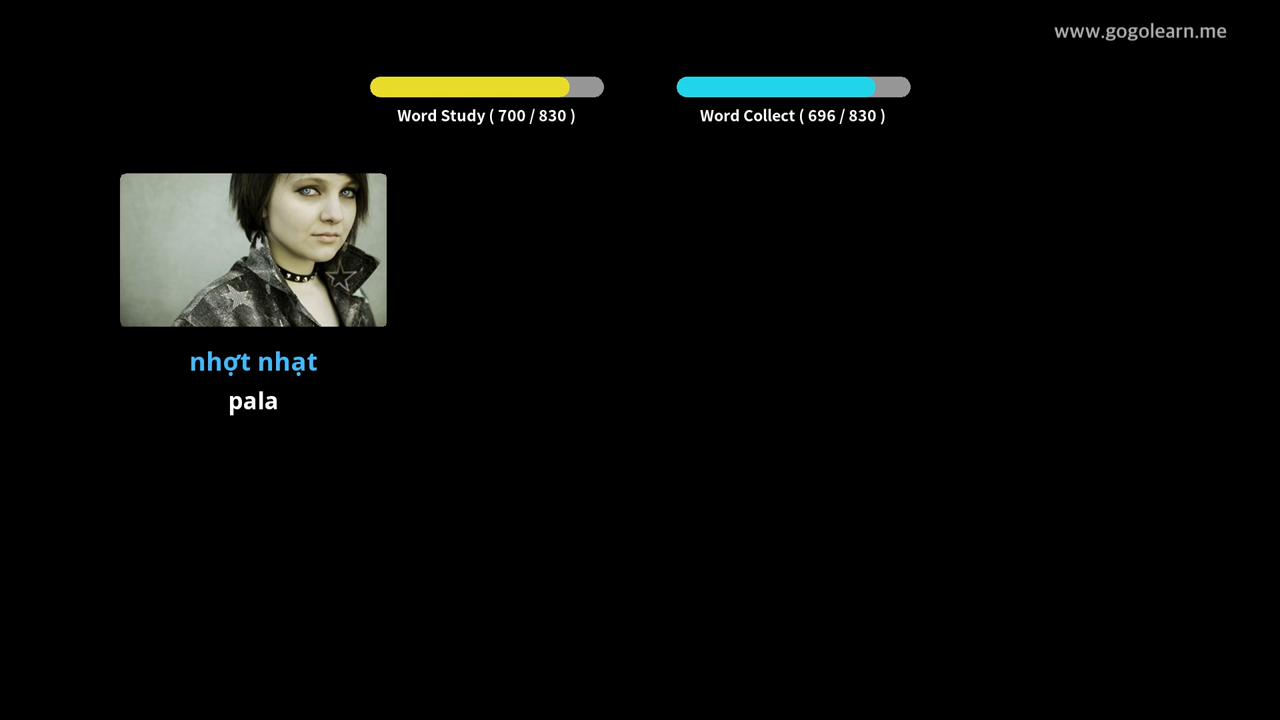 www.gogolearn.me
Word Study ( 700 / 830 )
Word Collect ( 696 / 830 )
nhợt nhạt
pala